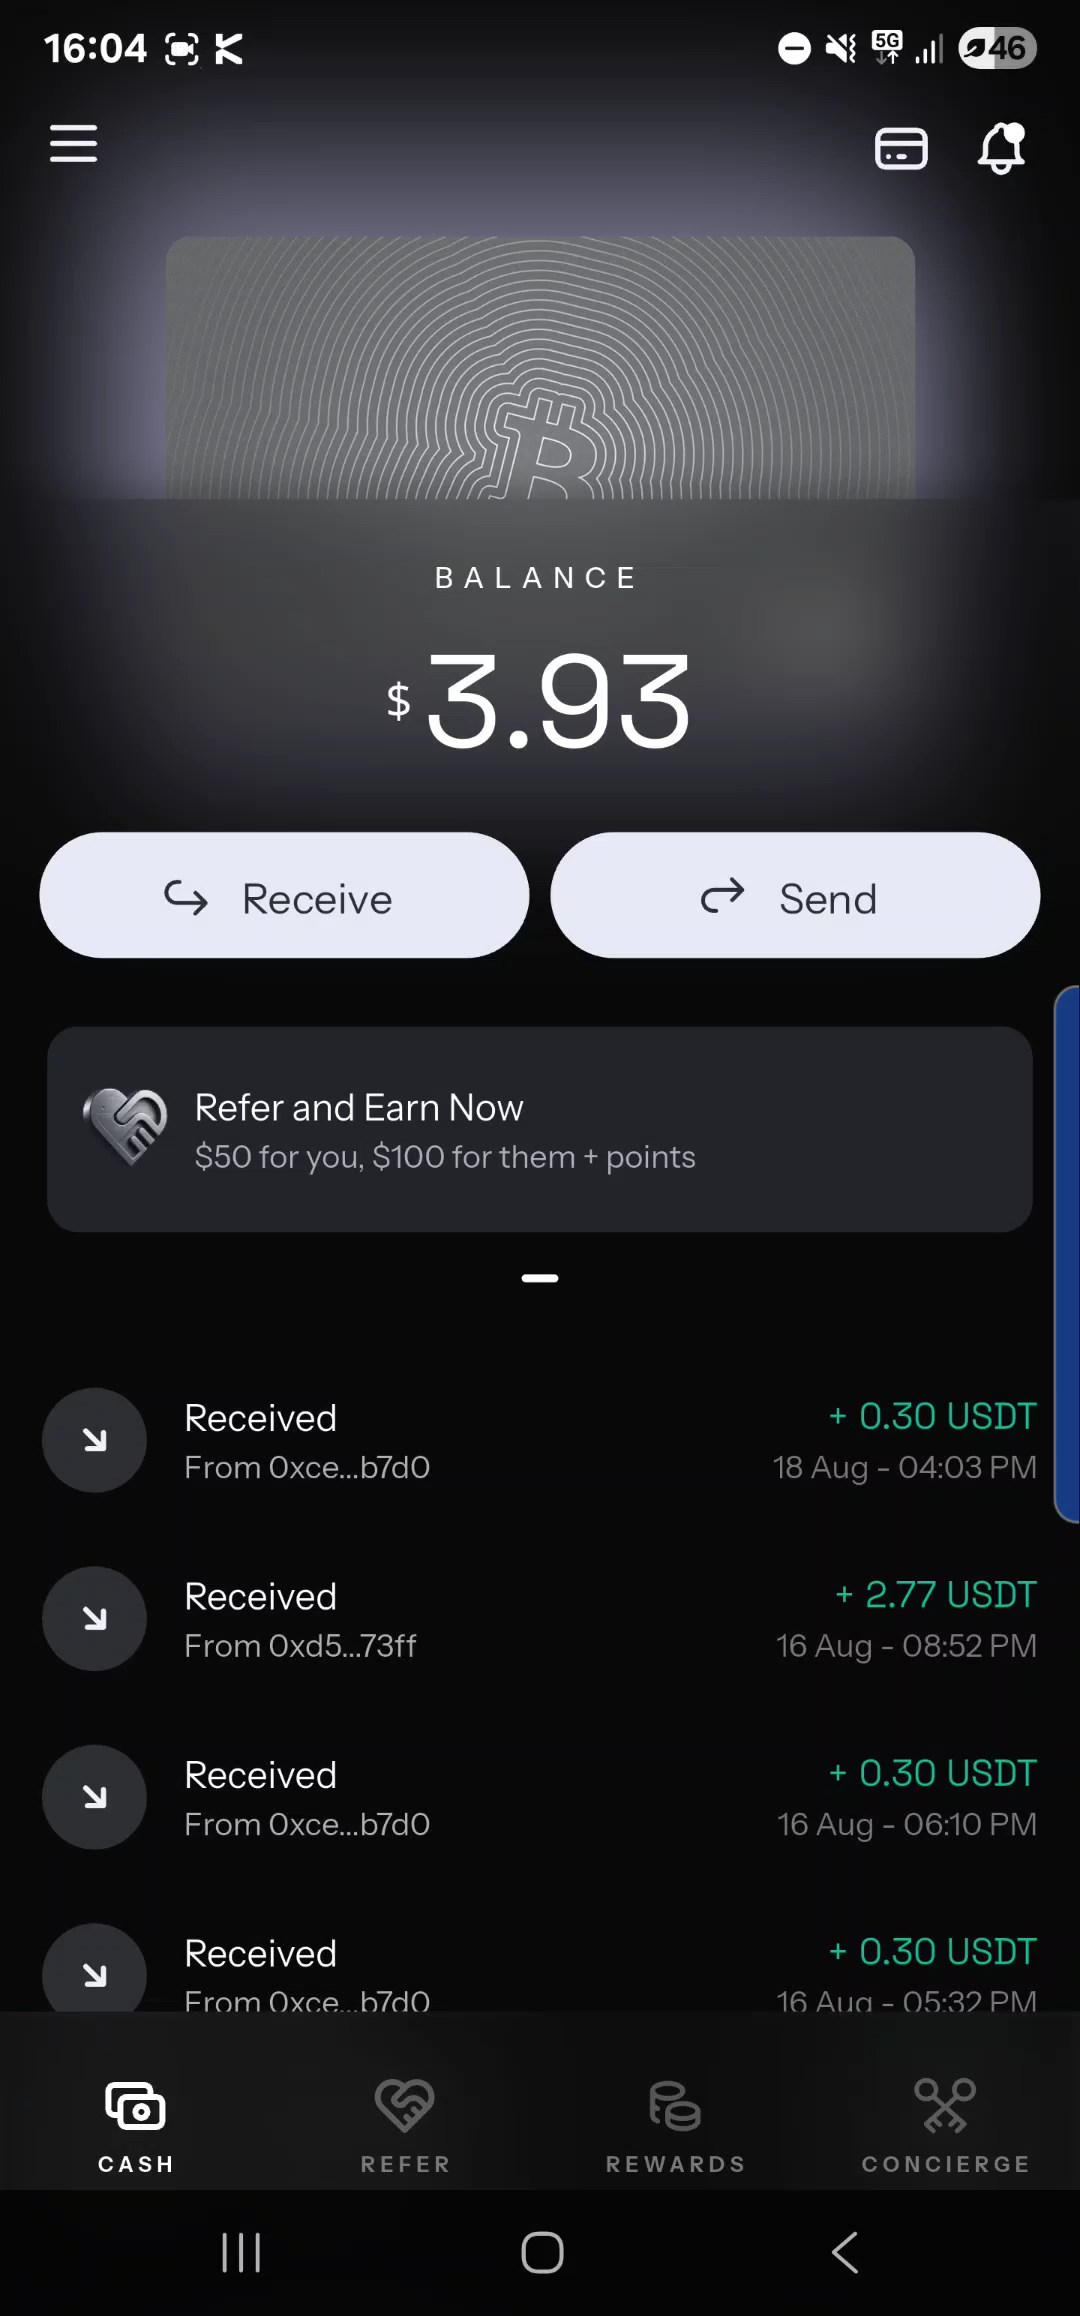 16:04
5G
46
BALANCE
$3.93
Receive
Send
Refer and Earn Now
$50 for you, $100 for them + points
Received
+ 0.30 USDT
From 0xce...b7d0
18 Aug - 04:03 PM
Received
+ 2.77 USDT
From 0xd5...73ff
16 Aug - 08:52 PM
Received
+ 0.30 USDT
From 0xce...b7d0
16 Aug - 06:10 PM
Received
+ 0.30 USDT
From 0xce...b7d0
16 Aug - 05:32 PM
CASH
REFER
REWARDS
CONCIERGE